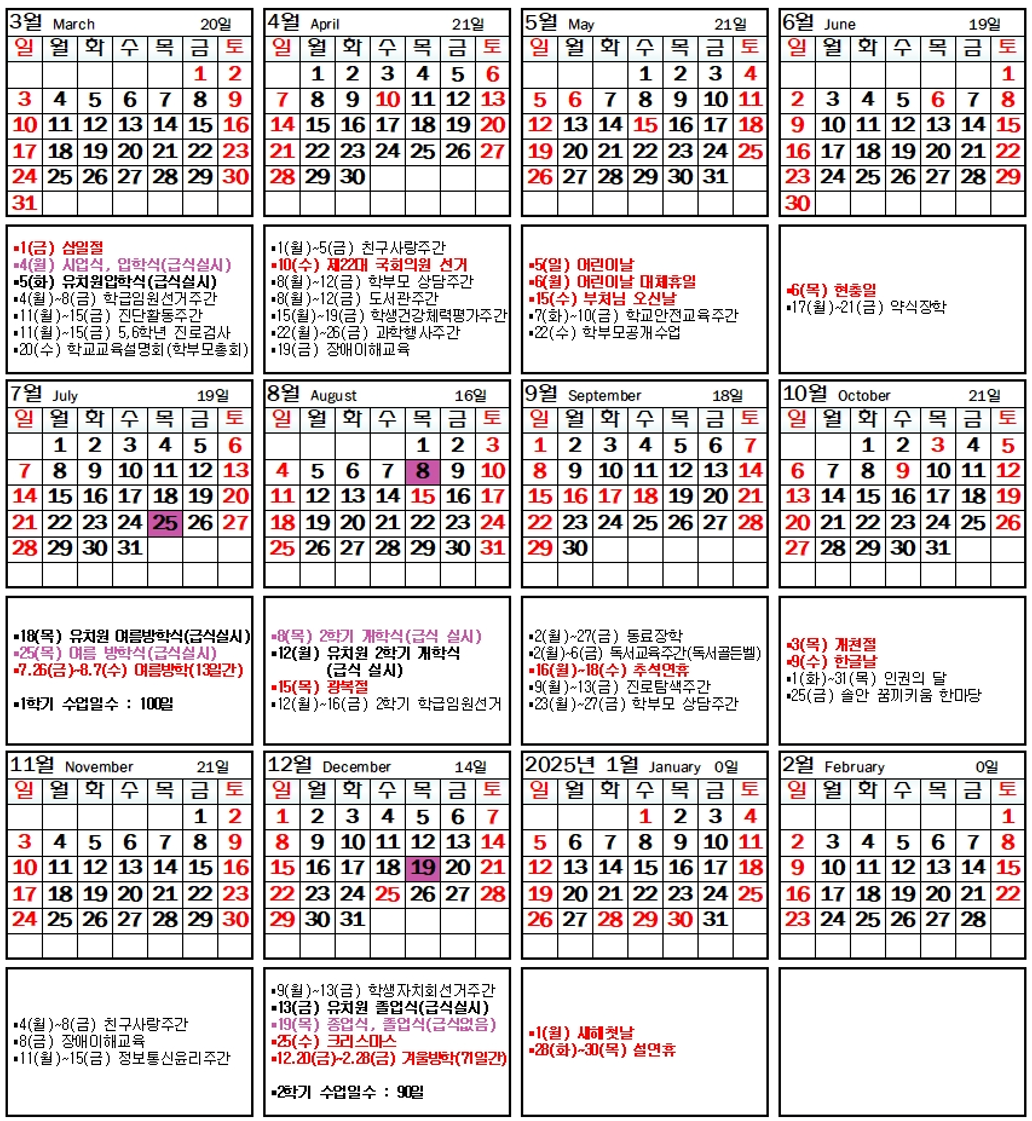 3월 March 20일
일 월 화 수 목 금 토
1 2
3 4 5 6 7 8 9
10 11 12 13 14 15 16
17 18 19 20 21 22 23
24 25 26 27 28 29 30
31
4월 April 21일
일 월 화 수 목 금 토
1 2 3 4 5 6
7 8 9 10 11 12 13
14 15 16 17 18 19 20
21 22 23 24 25 26 27
28 29 30
5월 May 21일
일 월 화 수 목 금 토
1 2 3 4
5 6 7 8 9 10 11
12 13 14 15 16 17 18
19 20 21 22 23 24 25
26 27 28 29 30 31
6월 June 19일
일 월 화 수 목 금 토
1
2 3 4 5 6 7 8
9 10 11 12 13 14 15
16 17 18 19 20 21 22
23 24 25 26 27 28 29
30
▪1(금) 삼일절
▪4(월) 시업식, 입학식(급식실시)
▪5(화) 유치원입학식(급식실시)
▪4(월)~8(금) 학급임원선거주간
▪11(월)~15(금) 진단활동주간
▪11(월)~15(금) 5,6학년 진로검사
▪20(수) 학교교육설명회(학부모총회)
▪1(월)~5(금) 친구사랑주간
▪10(수) 제22대 국회의원 선거
▪8(월)~12(금) 학부모 상담주간
▪8(월)~12(금) 도서관주간
▪15(월)~19(금) 학생건강체력평가주간
▪22(월)~26(금) 과학행사주간
▪19(금) 장애이해교육
▪5(일) 어린이날
▪6(월) 어린이날 대체휴일
▪15(수) 부처님 오신날
▪7(화)~10(금) 학교안전교육주간
▪22(수) 학부모공개수업
▪6(목) 현충일
▪17(월)~21(금) 약식장학
7월 July 19일
일 월 화 수 목 금 토
1 2 3 4 5 6
7 8 9 10 11 12 13
14 15 16 17 18 19 20
21 22 23 24 25 26 27
28 29 30 31
8월 August 16일
일 월 화 수 목 금 토
1 2 3
4 5 6 7 8 9 10
11 12 13 14 15 16 17
18 19 20 21 22 23 24
25 26 27 28 29 30 31
9월 September 18일
일 월 화 수 목 금 토
1 2 3 4 5 6 7
8 9 10 11 12 13 14
15 16 17 18 19 20 21
22 23 24 25 26 27 28
29 30
10월 October 21일
일 월 화 수 목 금 토
1 2 3 4 5
6 7 8 9 10 11 12
13 14 15 16 17 18 19
20 21 22 23 24 25 26
27 28 29 30 31
▪18(목) 유치원 여름방학식(급식실시)
▪25(목) 여름 방학식(급식실시)
▪7.26(금)~8.7(수) 여름방학(13일간)
▪1학기 수업일수 : 100일
▪8(목) 2학기 개학식(급식 실시)
▪12(월) 유치원 2학기 개학식
(급식 실시)
▪15(목) 광복절
▪12(월)~16(금) 2학기 학급임원선거
▪2(월)~27(금) 동료장학
▪2(월)-6(금) 독서교육주간(독서골든벨)
▪16(월)~18(수) 추석연휴
▪9(월)~13(금) 진로탐색주간
▪23(월)~27(금) 학부모 상담주간
▪3(목) 개천절
▪9(수) 한글날
▪1(화)~31(목) 인권의 달
▪25(금) 솔안 꿈끼키움 한마당
11월 November 21일
일 월 화 수 목 금 토
1 2
3 4 5 6 7 8 9
10 11 12 13 14 15 16
17 18 19 20 21 22 23
24 25 26 27 28 29 30
12월 December 14일
일 월 화 수 목 금 토
1 2 3 4 5 6 7
8 9 10 11 12 13 14
15 16 17 18 19 20 21
22 23 24 25 26 27 28
29 30 31
2025년 1월 January 0일
일 월 화 수 목 금 토
1 2 3 4
5 6 7 8 9 10 11
12 13 14 15 16 17 18
19 20 21 22 23 24 25
26 27 28 29 30 31
2월 February 0일
일 월 화 수 목 금 토
1
2 3 4 5 6 7 8
9 10 11 12 13 14 15
16 17 18 19 20 21 22
23 24 25 26 27 28
▪4(월)~8(금) 친구사랑주간
▪8(금) 장애이해교육
▪11(월)~15(금) 정보통신윤리주간
▪9(월)~13(금) 학생자치회선거주간
▪13(금) 유치원 졸업식(급식실시)
▪19(목) 종업식, 졸업식(급식없음)
▪25(수) 크리스마스
▪12.20(금)~2.28(금) 겨울방학(71일간)
▪2학기 수업일수 : 90일
▪1(월) 새해첫날
▪28(화)~30(목) 설연휴